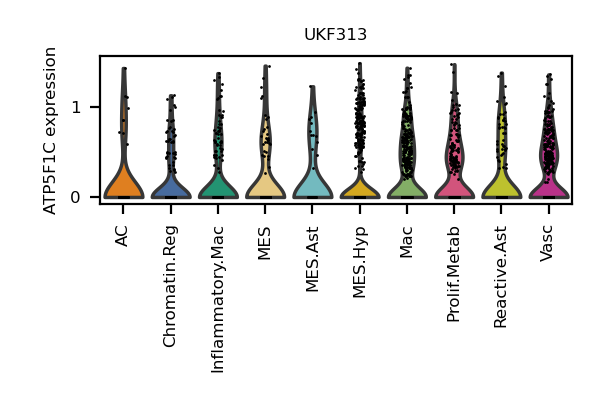 UKF313
ATP5F1C expression
1
0
AC
Chromatin.Reg
Inflammatory.Mac
MES
MES.Ast
MES.Hyp
Mac
Prolif.Metab
Reactive.Ast
Vasc